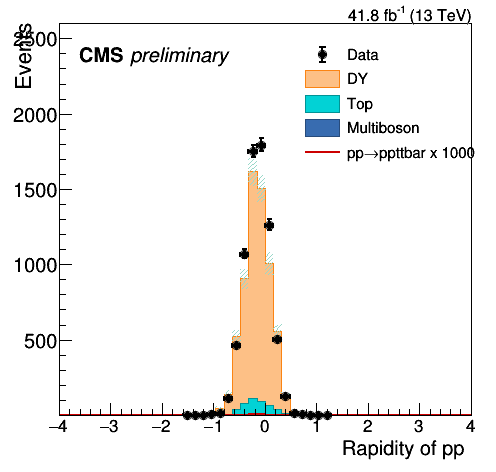 41.8 fb⁻¹ (13 TeV)
Events
CMS preliminary
Data
DY
Top
Multiboson
pp→ppttbar x 1000
2500
2000
1500
1000
500
−4 −3 −2 −1 0 1 2 3 4
Rapidity of pp